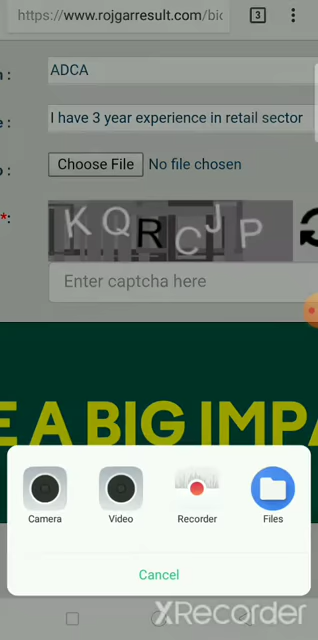 https://www.rojgarresult.com/bio
3
n :
ADCA
e :
I have 3 year experience in retail sector
o :
Choose File No file chosen
*:
KQRCJP
Enter captcha here
E A BIG IMPA
Camera
Video
Recorder
Files
Cancel
XRecorder